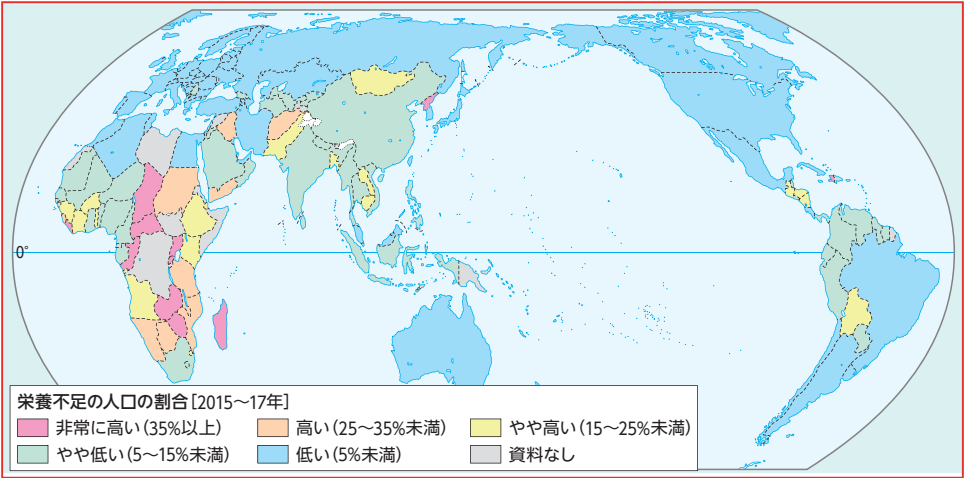 0°
栄養不足の人口の割合[2015〜17年]
非常に高い(35%以上) 高い(25〜35%未満) やや高い(15〜25%未満)
やや低い(5〜15%未満) 低い(5%未満) 資料なし